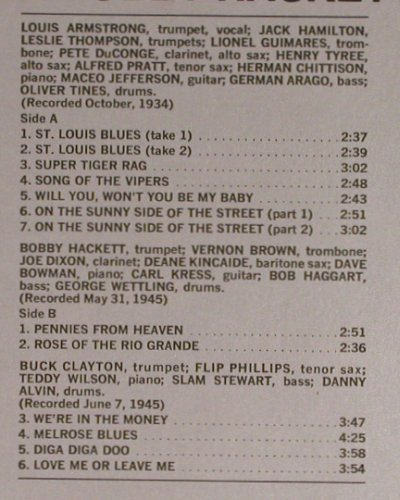 LOUIS ARMSTRONG, trumpet, vocal; JACK HAMILTON,
LESLIE THOMPSON, trumpets; LIONEL GUIMARES, trom-
bone; PETE DuCONGE, clarinet, alto sax; HENRY TYREE,
alto sax; ALFRED PRATT, tenor sax; HERMAN CHITTISON,
piano; MACEO JEFFERSON, guitar; GERMAN ARAGO, bass;
OLIVER TINES, drums.
(Recorded October, 1934)
Side A
1. ST. LOUIS BLUES (take 1) 2:37
2. ST. LOUIS BLUES (take 2) 2:39
3. SUPER TIGER RAG 3:02
4. SONG OF THE VIPERS 2:48
5. WILL YOU, WON'T YOU BE MY BABY 2:43
6. ON THE SUNNY SIDE OF THE STREET (part 1) 2:51
7. ON THE SUNNY SIDE OF THE STREET (part 2) 3:02
BOBBY HACKETT, trumpet; VERNON BROWN, trombone;
JOE DIXON, clarinet; DEANE KINCAIDE, baritone sax; DAVE
BOWMAN, piano; CARL KRESS, guitar; BOB HAGGART,
bass; GEORGE WETTLING, drums.
(Recorded May 31, 1945)
Side B
1. PENNIES FROM HEAVEN 2:51
2. ROSE OF THE RIO GRANDE 2:36
BUCK CLAYTON, trumpet; FLIP PHILLIPS, tenor sax;
TEDDY WILSON, piano; SLAM STEWART, bass; DANNY
ALVIN, drums.
(Recorded June 7, 1945)
3. WE'RE IN THE MONEY 3:47
4. MELROSE BLUES 4:25
5. DIGA DIGA DOO 3:58
6. LOVE ME OR LEAVE ME 3:54